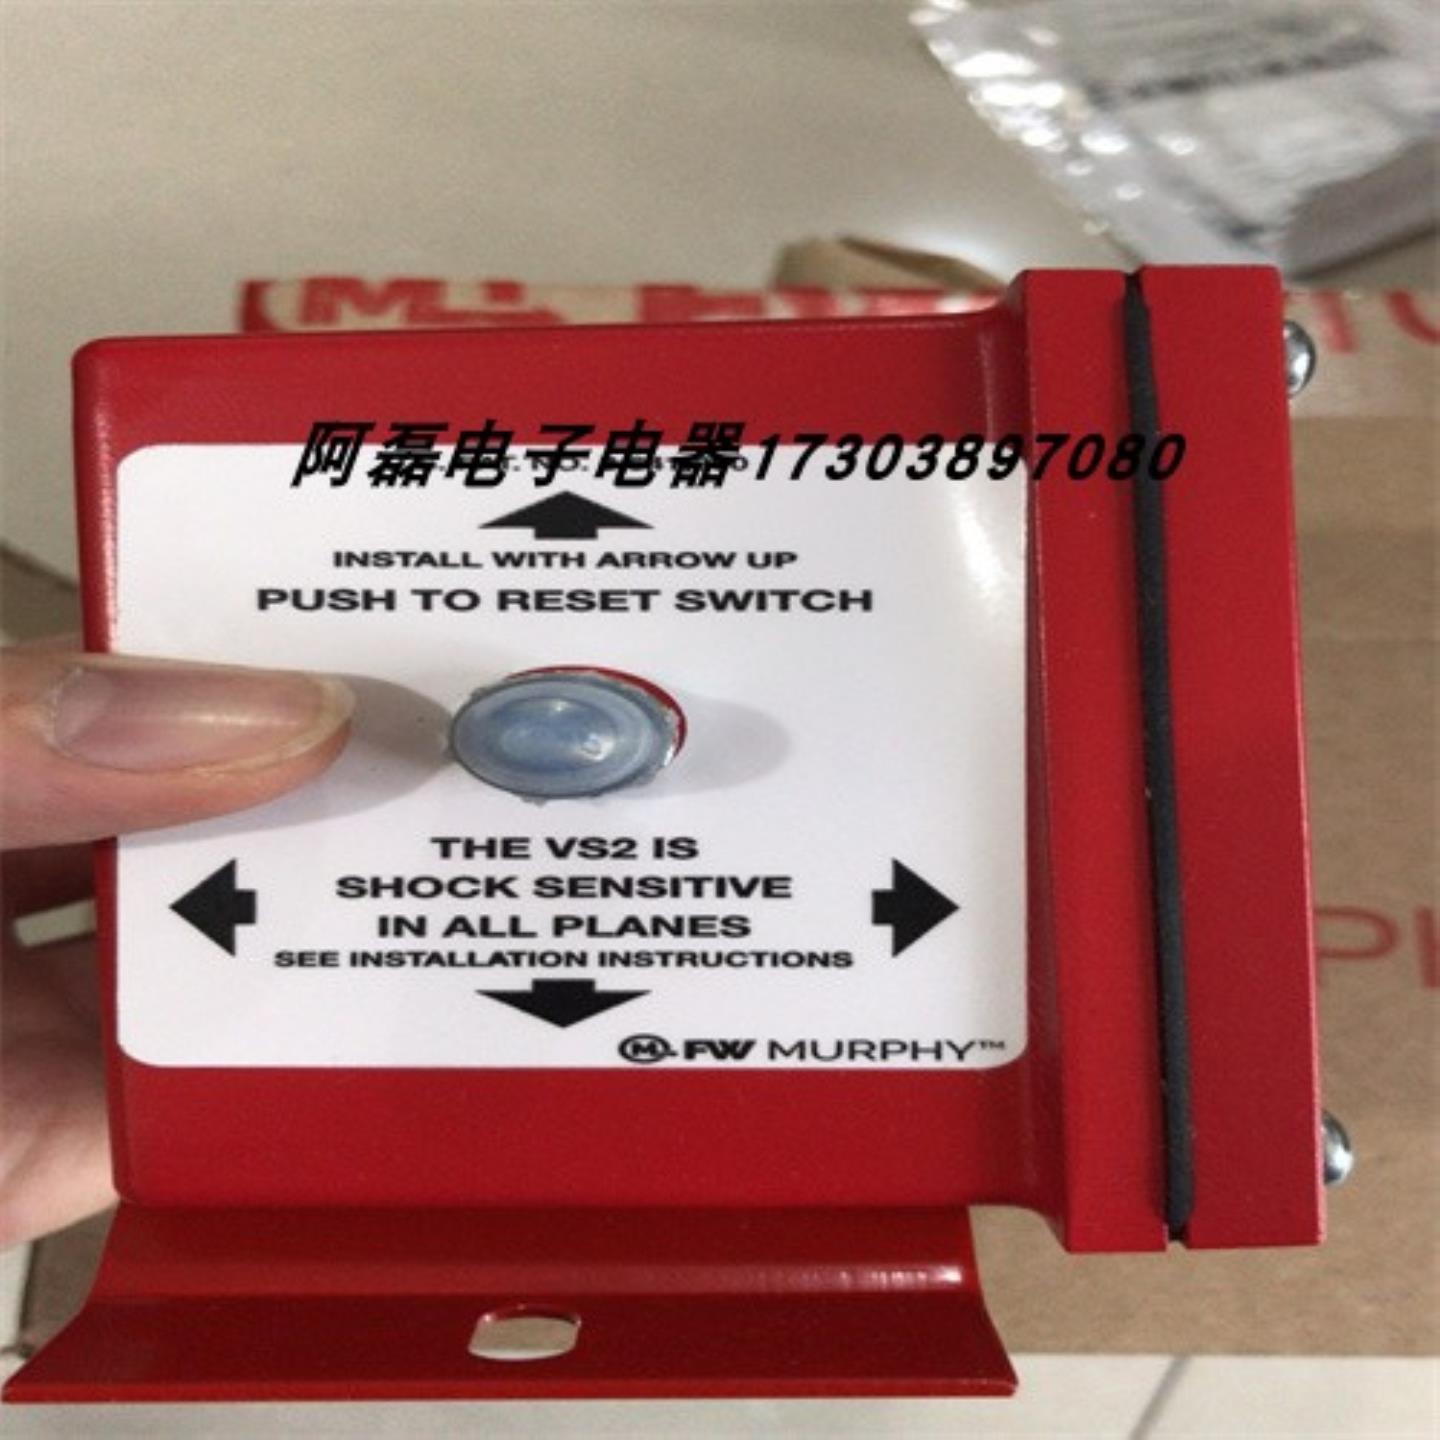 阿磊电子电器17303897080
INSTALL WITH ARROW UP
PUSH TO RESET SWITCH
THE VS2 IS
SHOCK SENSITIVE
IN ALL PLANES
SEE INSTALLATION INSTRUCTIONS
M. FW MURPHY™